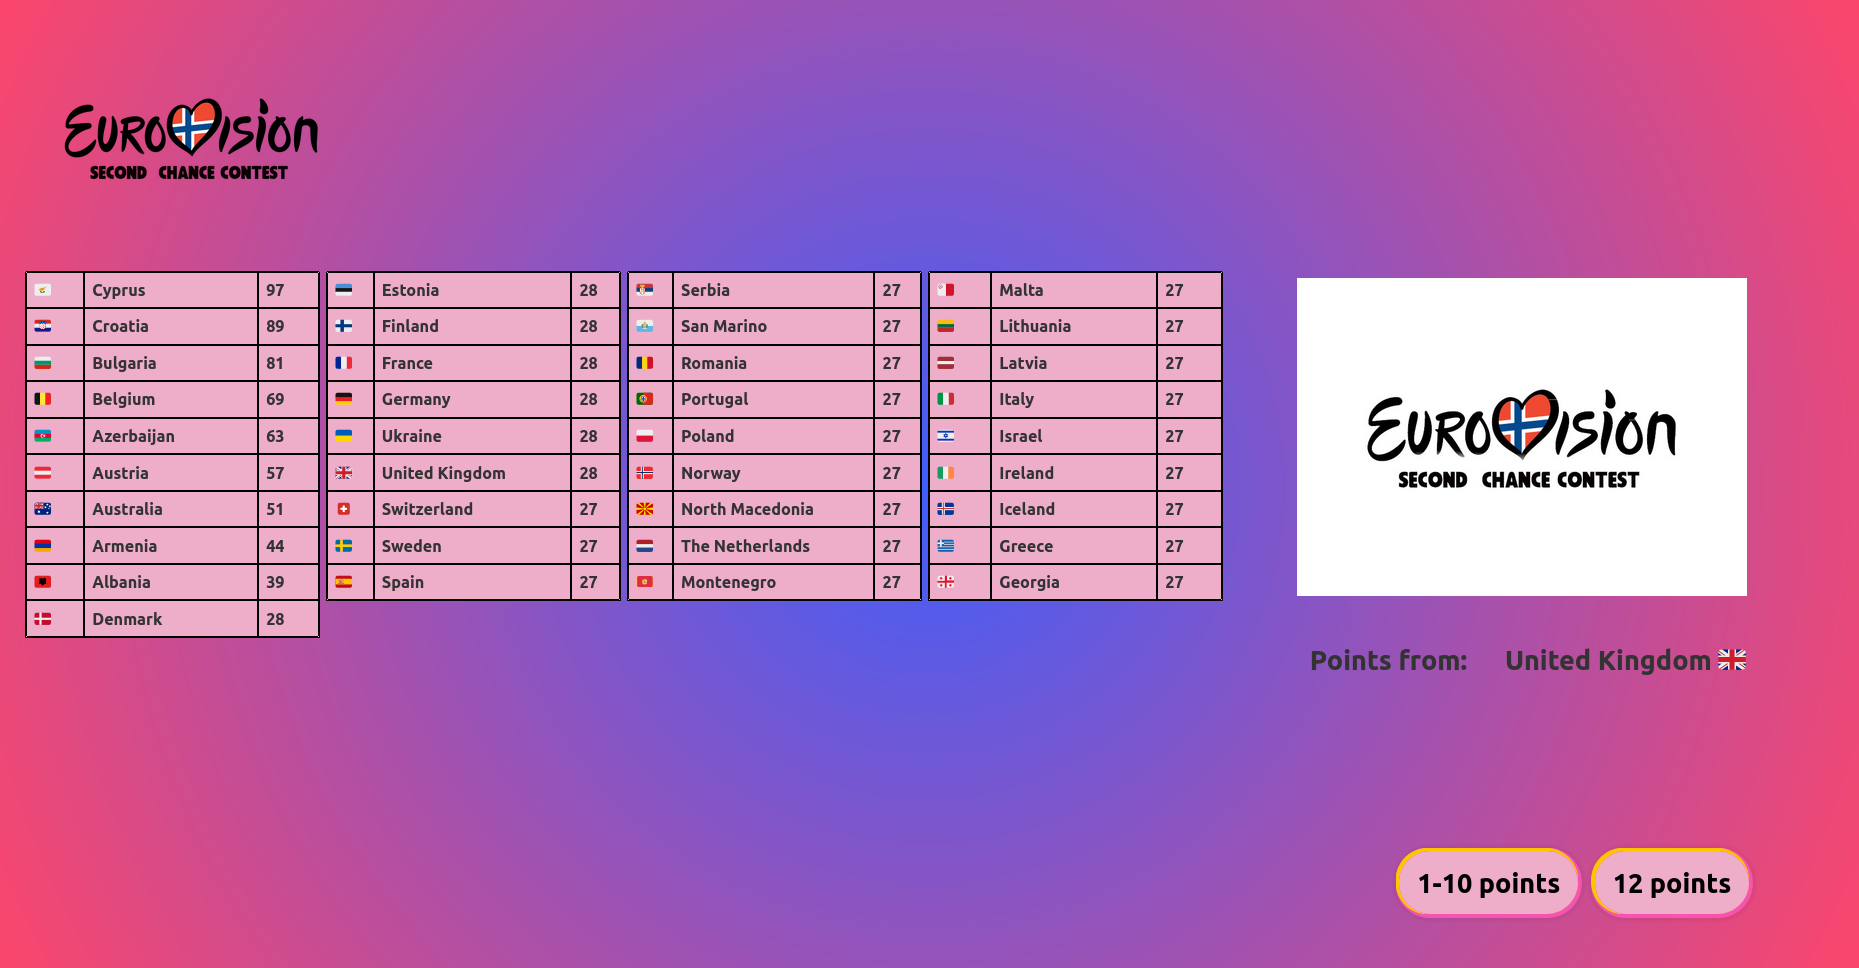 EUROVISION
SECOND CHANCE CONTEST
Cyprus 97
Croatia 89
Bulgaria 81
Belgium 69
Azerbaijan 63
Austria 57
Australia 51
Armenia 44
Albania 39
Denmark 28
Estonia 28
Finland 28
France 28
Germany 28
Ukraine 28
United Kingdom 28
Switzerland 27
Sweden 27
Spain 27
Serbia 27
San Marino 27
Romania 27
Portugal 27
Poland 27
Norway 27
North Macedonia 27
The Netherlands 27
Montenegro 27
Malta 27
Lithuania 27
Latvia 27
Italy 27
Israel 27
Ireland 27
Iceland 27
Greece 27
Georgia 27
EUROVISION
SECOND CHANCE CONTEST
Points from: United Kingdom
1-10 points
12 points